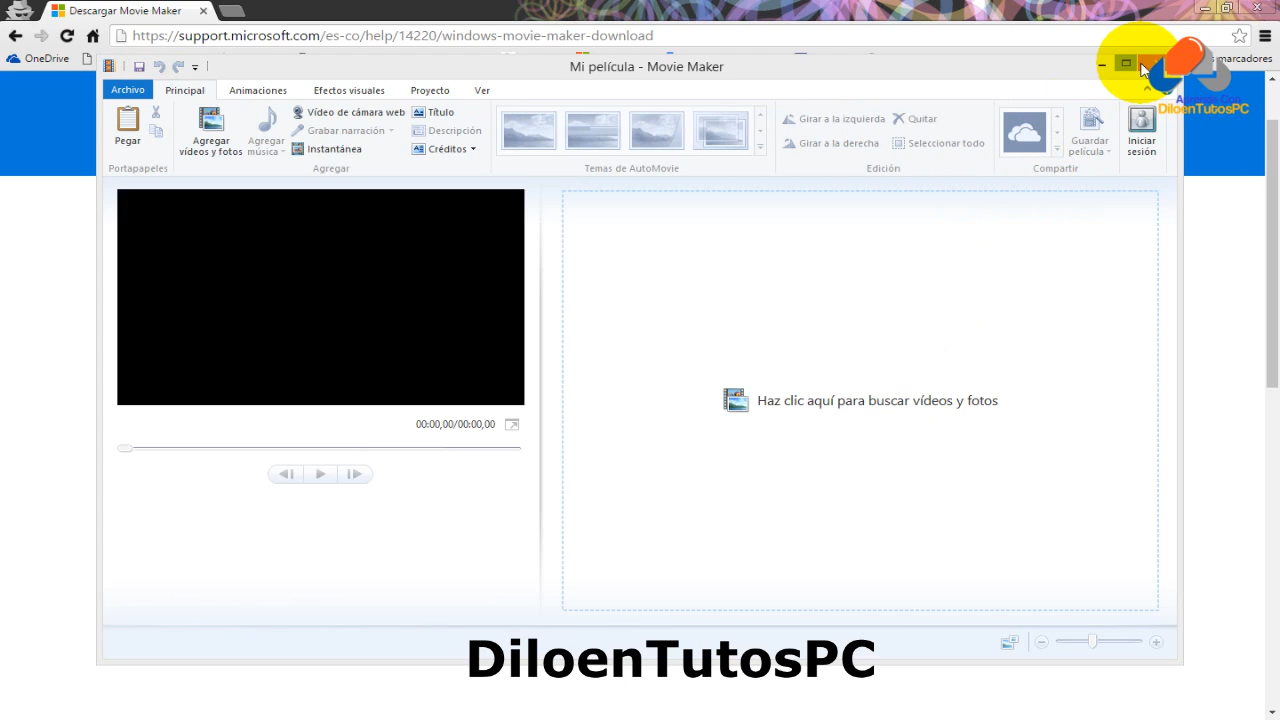 Descargar Movie Maker
https://support.microsoft.com/es-co/help/14220/windows-movie-maker-download
OneDrive
marcadores
Mi película - Movie Maker
Archivo
Principal
Animaciones
Efectos visuales
Proyecto
Ver
Pegar
Agregar
vídeos y fotos
Agregar
música
Vídeo de cámara web
Grabar narración
Instantánea
Título
Descripción
Créditos
Girar a la izquierda
Girar a la derecha
Quitar
Seleccionar todo
Guardar
película
Iniciar
sesión
DiloenTutosPC
Portapapeles
Agregar
Temas de AutoMovie
Edición
Compartir
00:00,00/00:00,00
Haz clic aquí para buscar vídeos y fotos
DiloenTutosPC